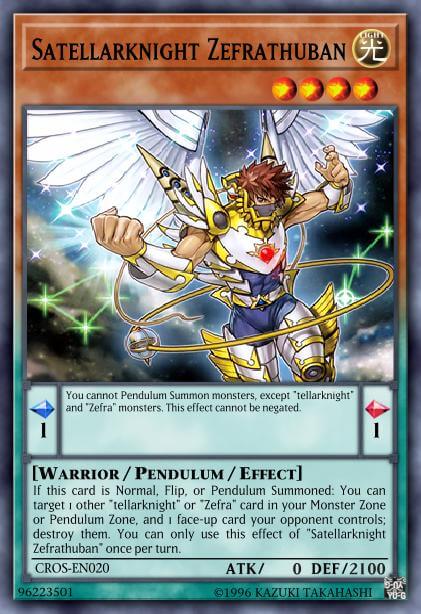 SATELLARKNIGHT ZEFRATHUBAN
LIGHT
光
You cannot Pendulum Summon monsters, except "tellarknight"
and "Zefra" monsters. This effect cannot be negated.
1
1
[WARRIOR / PENDULUM / EFFECT]
If this card is Normal, Flip, or Pendulum Summoned: You can
target 1 other "tellarknight" or "Zefra" card in your Monster Zone
or Pendulum Zone, and 1 face-up card your opponent controls;
destroy them. You can only use this effect of "Satellarknight
Zefrathuban" once per turn.
CROS-EN020
ATK/ 0 DEF/2100
96223501
©1996 KAZUKI TAKAHASHI